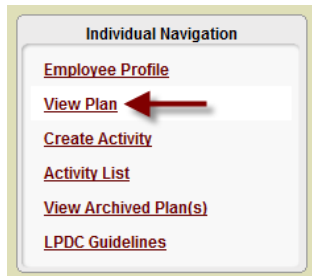 Individual Navigation
Employee Profile
View Plan
Create Activity
Activity List
View Archived Plan(s)
LPDC Guidelines